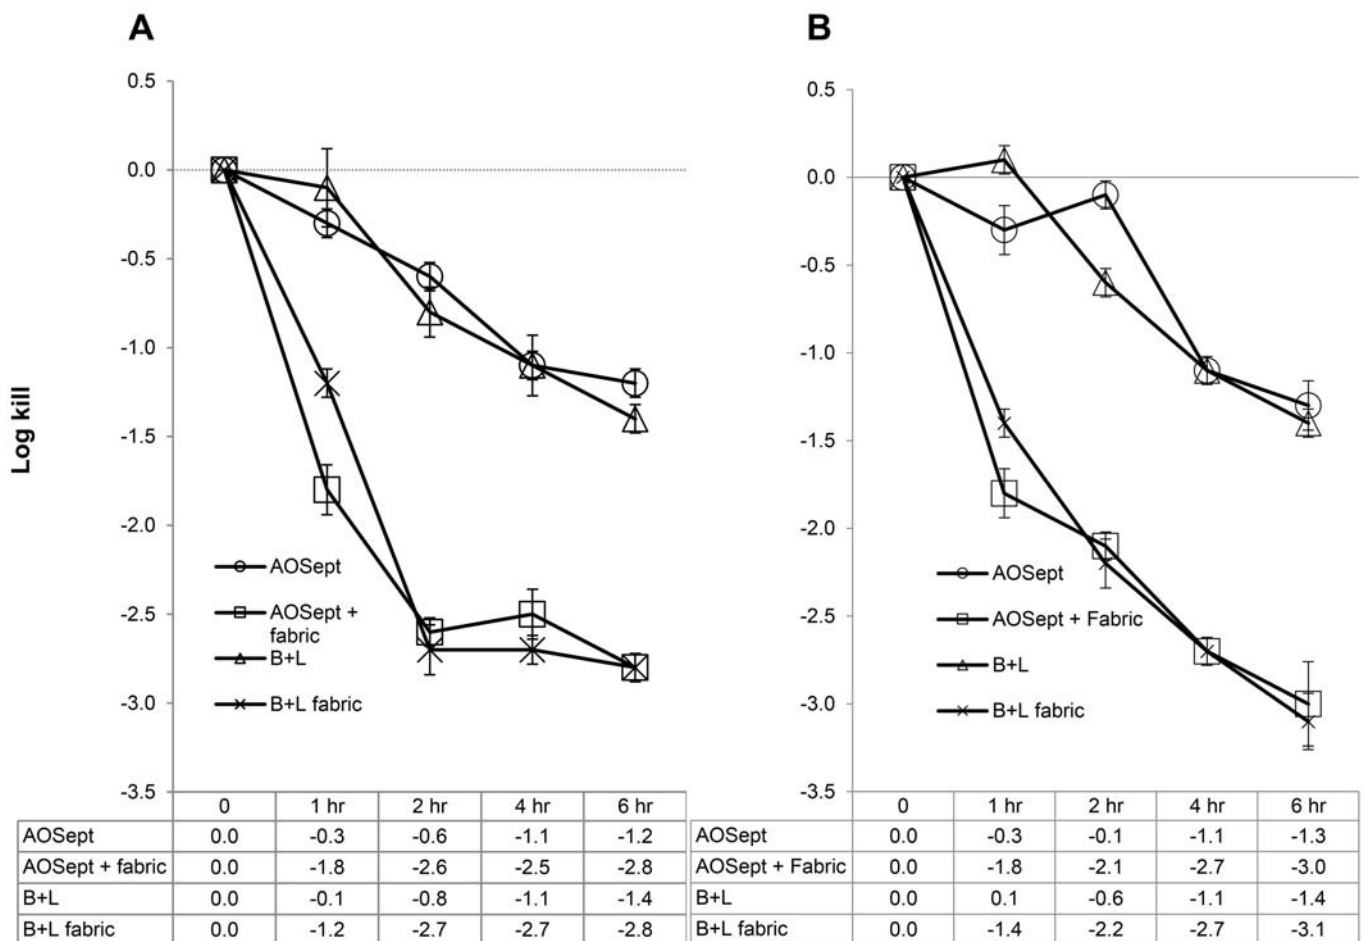 A
0.5
0.0
-0.5
-1.0
-1.5
-2.0
-2.5
-3.0
-3.5
Log kill
AOSept
AOSept +
fabric
B+L
B+L fabric
0 1 hr 2 hr 4 hr 6 hr
AOSept 0.0 -0.3 -0.6 -1.1 -1.2
AOSept + fabric 0.0 -1.8 -2.6 -2.5 -2.8
B+L 0.0 -0.1 -0.8 -1.1 -1.4
B+L fabric 0.0 -1.2 -2.7 -2.7 -2.8
B
0.5
0.0
-0.5
-1.0
-1.5
-2.0
-2.5
-3.0
-3.5
AOSept
AOSept + Fabric
B+L
B+L fabric
0 1 hr 2 hr 4 hr 6 hr
AOSept 0.0 -0.3 -0.1 -1.1 -1.3
AOSept + Fabric 0.0 -1.8 -2.1 -2.7 -3.0
B+L 0.0 0.1 -0.6 -1.1 -1.4
B+L fabric 0.0 -1.4 -2.2 -2.7 -3.1